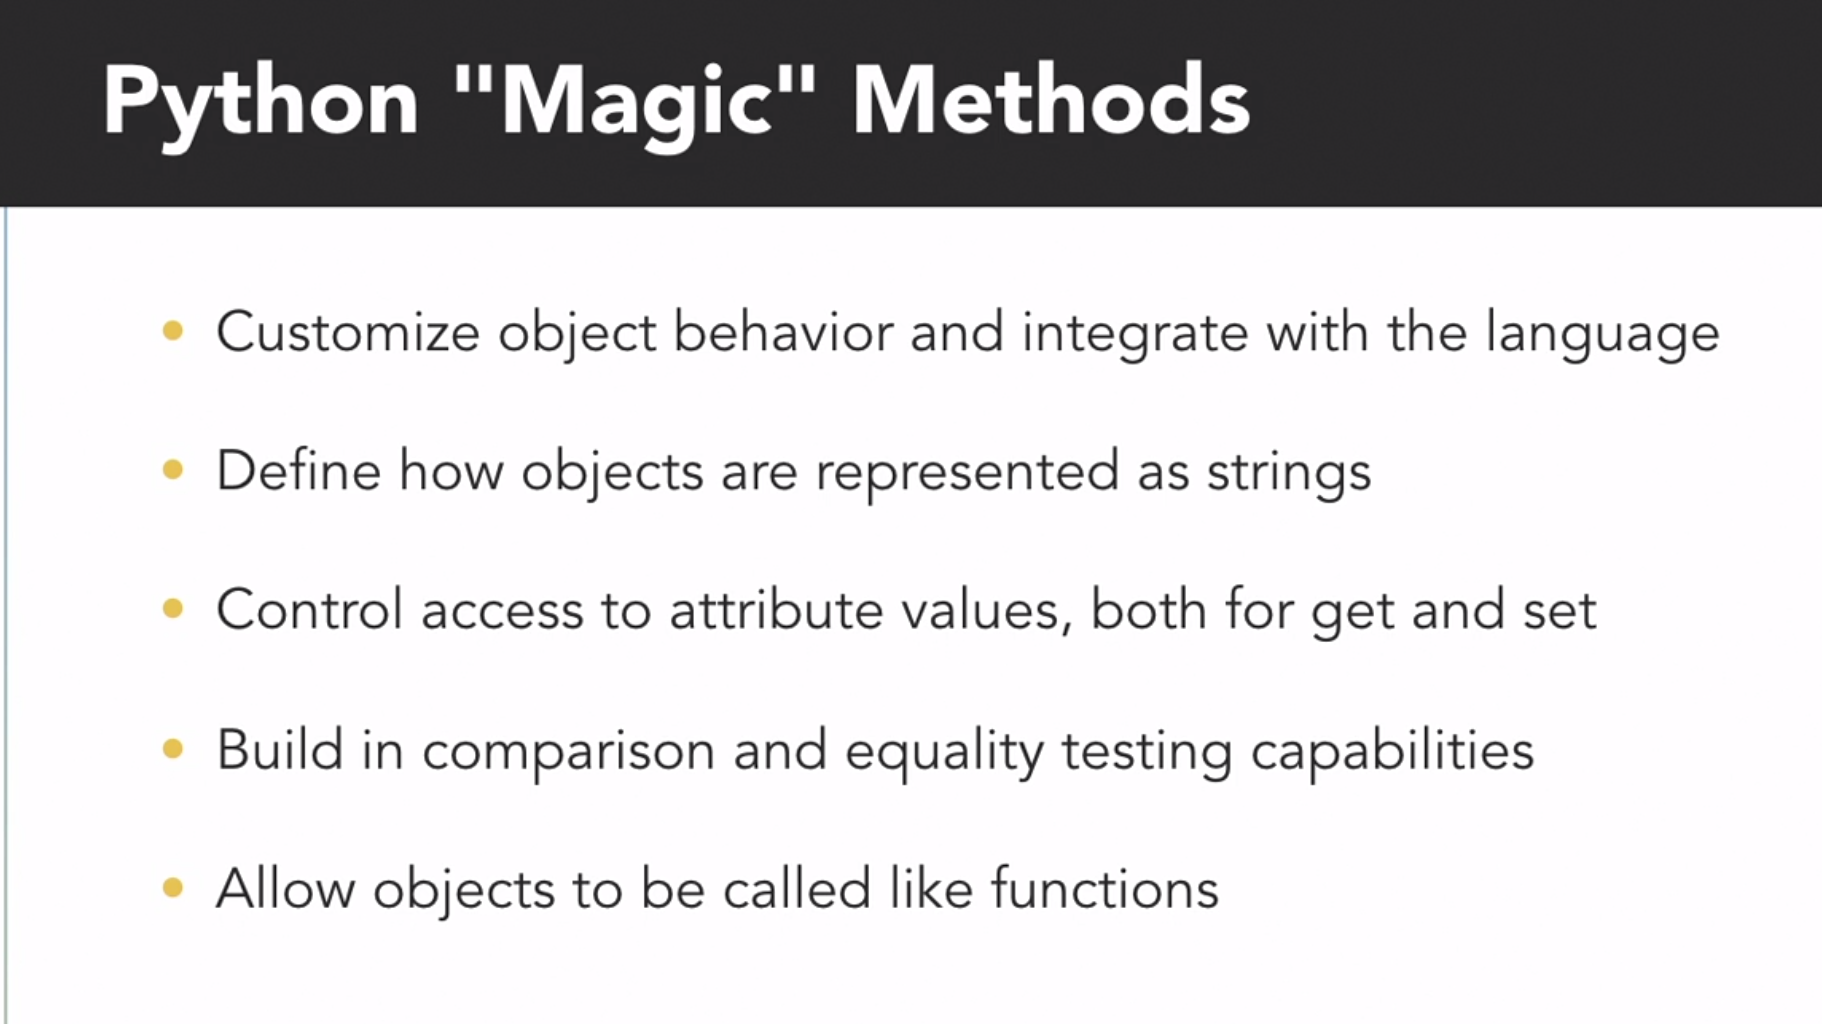 Python "Magic" Methods
• Customize object behavior and integrate with the language
• Define how objects are represented as strings
• Control access to attribute values, both for get and set
• Build in comparison and equality testing capabilities
• Allow objects to be called like functions